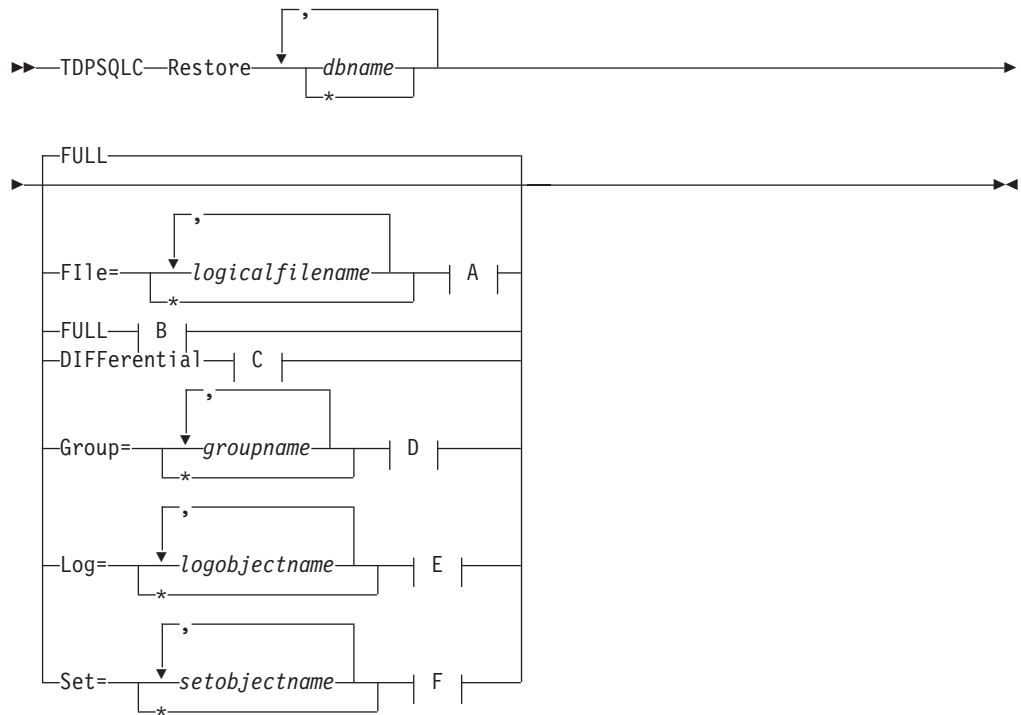 ,
TDPSQLC Restore dbname
*
FULL
,
FIle= logicalfilename A
*
FULL B
DIFFerential C
,
Group= groupname D
*
,
Log= logobjectname E
*
,
Set= setobjectname F
*